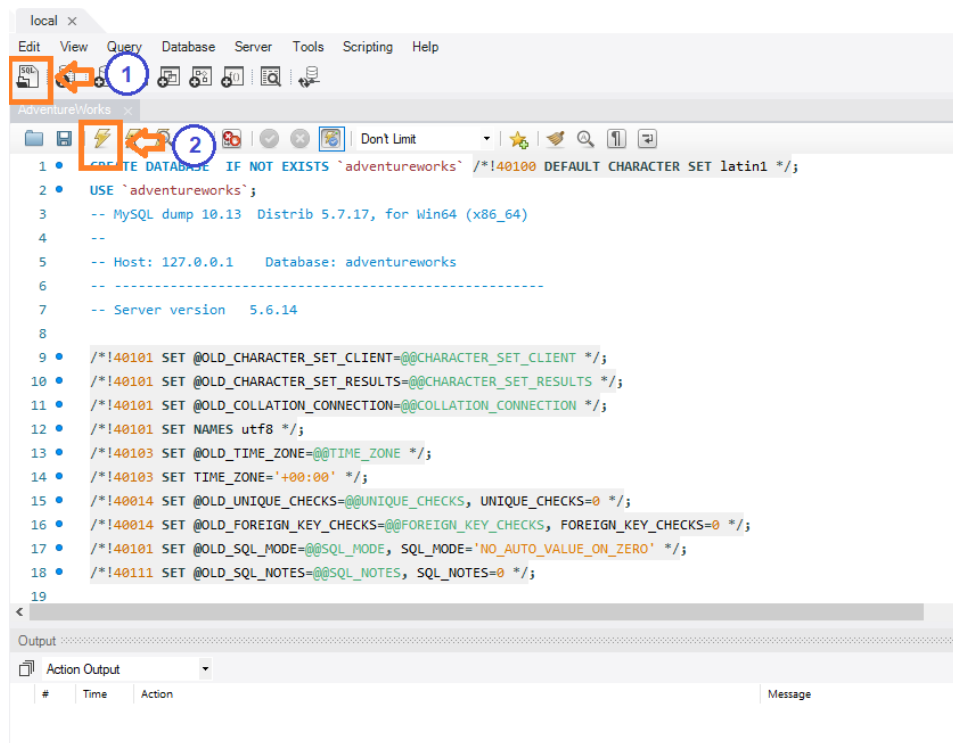 local
Edit View Query Database Server Tools Scripting Help
SQL
1
AdventureWorks
2
Don't Limit
1 CREATE DATABASE  IF NOT EXISTS `adventureworks` /*!40100 DEFAULT CHARACTER SET latin1 */;
2 USE `adventureworks`;
3 -- MySQL dump 10.13  Distrib 5.7.17, for Win64 (x86_64)
4 --
5 -- Host: 127.0.0.1    Database: adventureworks
6 -- ------------------------------------------------------
7 -- Server version	5.6.14
8
9 /*!40101 SET @OLD_CHARACTER_SET_CLIENT=@@CHARACTER_SET_CLIENT */;
10 /*!40101 SET @OLD_CHARACTER_SET_RESULTS=@@CHARACTER_SET_RESULTS */;
11 /*!40101 SET @OLD_COLLATION_CONNECTION=@@COLLATION_CONNECTION */;
12 /*!40101 SET NAMES utf8 */;
13 /*!40103 SET @OLD_TIME_ZONE=@@TIME_ZONE */;
14 /*!40103 SET TIME_ZONE='+00:00' */;
15 /*!40014 SET @OLD_UNIQUE_CHECKS=@@UNIQUE_CHECKS, UNIQUE_CHECKS=0 */;
16 /*!40014 SET @OLD_FOREIGN_KEY_CHECKS=@@FOREIGN_KEY_CHECKS, FOREIGN_KEY_CHECKS=0 */;
17 /*!40101 SET @OLD_SQL_MODE=@@SQL_MODE, SQL_MODE='NO_AUTO_VALUE_ON_ZERO' */;
18 /*!40111 SET @OLD_SQL_NOTES=@@SQL_NOTES, SQL_NOTES=0 */;
19
Output
Action Output
# Time Action Message